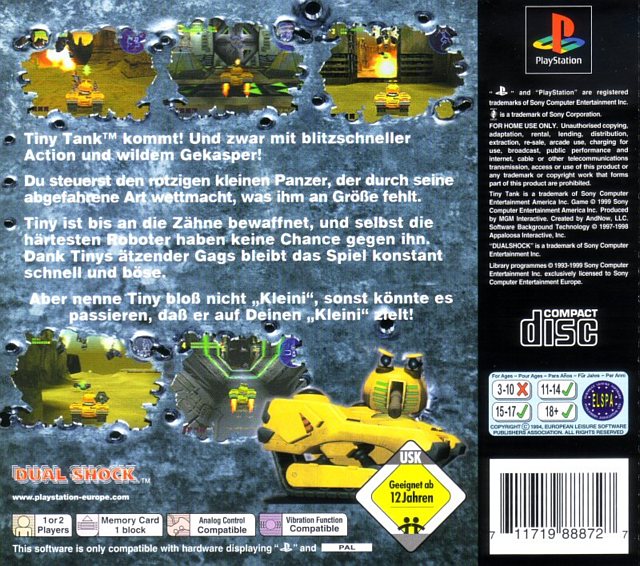 PlayStation
" " and "PlayStation" are registered
trademarks of Sony Computer Entertainment Inc.
is a trademark of Sony Corporation.
FOR HOME USE ONLY. Unauthorised copying,
adaptation, rental, lending, distribution,
extraction, re-sale, arcade use, charging for
use, broadcast, public performance and
internet, cable or other telecommunications
transmission, access or use of this product or
any trademark or copyright work that forms
part of this product are prohibited.
Tiny Tank is a trademark of Sony Computer
Entertainment America Inc. Game © 1999 Sony
Computer Entertainment America Inc. Produced
by MGM Interactive. Created by AndNow, LLC.
Software Background Technology © 1997-1998
Appaloosa Interactive, Inc.
"DUALSHOCK" is a trademark of Sony Computer
Entertainment Inc.
Library programmes © 1993-1999 Sony Computer
Entertainment Inc. exclusively licensed to Sony
Computer Entertainment Europe.
Tiny Tank™ kommt! Und zwar mit blitzschneller
Action und wildem Gekasper!
Du steuerst den rotzigen kleinen Panzer, der durch seine
abgefahrene Art wettmacht, was ihm an Größe fehlt.
Tiny ist bis an die Zähne bewaffnet, und selbst die
härtesten Roboter haben keine Chance gegen ihn.
Dank Tinys ätzender Gags bleibt das Spiel konstant
schnell und böse.
Aber nenne Tiny bloß nicht „Kleini“, sonst könnte es
passieren, daß er auf Deinen „Kleini“ zielt!
COMPACT
disc
For Ages - Pour Ages - Para Años - Für Jahre - Per Anni
3-10 11-14
15-17 18+
ELSPA
COPYRIGHT © 1994, EUROPEAN LEISURE SOFTWARE
PUBLISHERS ASSOCIATION. ALL RIGHTS RESERVED.
DUAL SHOCK™
www.playstation-europe.com
USK
Geeignet ab
12 Jahren
1 or 2
Players
Memory Card
1 block
Analog Control
Compatible
Vibration Function
Compatible
This software is only compatible with hardware displaying " " and PAL
7 11719 88872 7